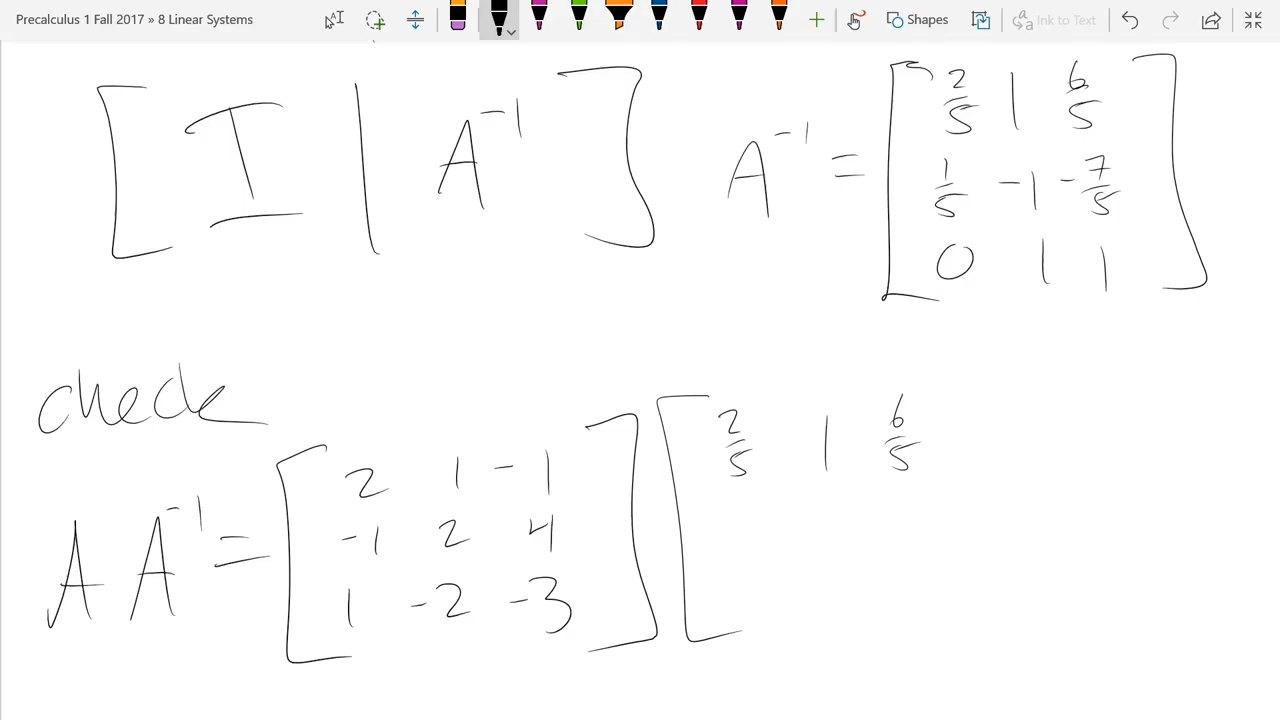 Precalculus 1 Fall 2017 » 8 Linear Systems
Shapes
Ink to Text
[ I | A⁻¹ ]
A⁻¹ = [
2/5 1 6/5
1/5 -1 -7/5
0 1 1
]
check
A A⁻¹ = [
2 1 -1
-1 2 4
1 -2 -3
] [
2/5 1 6/5